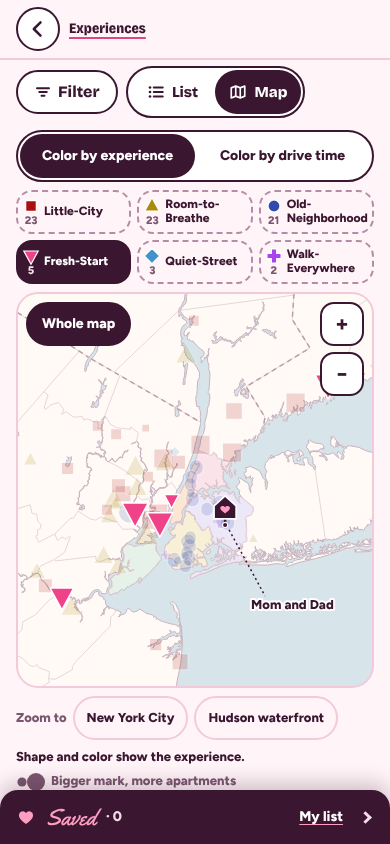 Experiences
Filter
List
Map
Color by experience
Color by drive time
Little-City
23
Room-to-
Breathe
23
Old-
Neighborhood
21
Fresh-Start
5
Quiet-Street
3
Walk-
Everywhere
2
Whole map
+
−
Mom and Dad
Zoom to
New York City
Hudson waterfront
Shape and color show the experience.
Bigger mark, more apartments
Saved · 0
My list